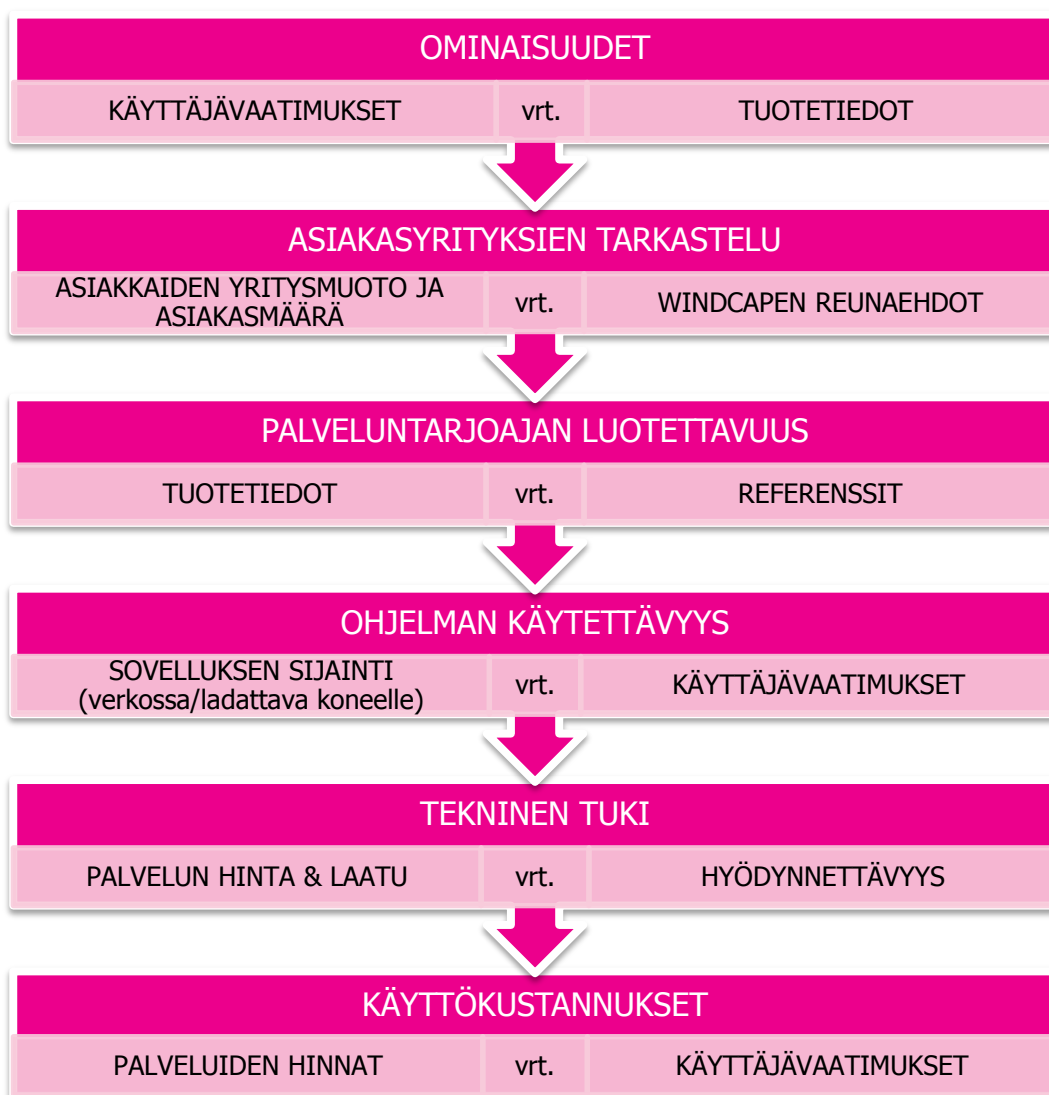 OMINAISUUDET
KÄYTTÄJÄVAATIMUKSET vrt. TUOTETIEDOT
ASIAKASYRITYKSIEN TARKASTELU
ASIAKKAIDEN YRITYSMUOTO JA
ASIAKASMÄÄRÄ
vrt.
WINDCAPEN REUNAEHDOT
PALVELUNTARJOAJAN LUOTETTAVUUS
TUOTETIEDOT vrt. REFERENSSIT
OHJELMAN KÄYTETTÄVYYS
SOVELLUKSEN SIJAINTI
(verkossa/ladattava koneelle)
vrt.
KÄYTTÄJÄVAATIMUKSET
TEKNINEN TUKI
PALVELUN HINTA & LAATU vrt. HYÖDYNNETTÄVYYS
KÄYTTÖKUSTANNUKSET
PALVELUIDEN HINNAT vrt. KÄYTTÄJÄVAATIMUKSET